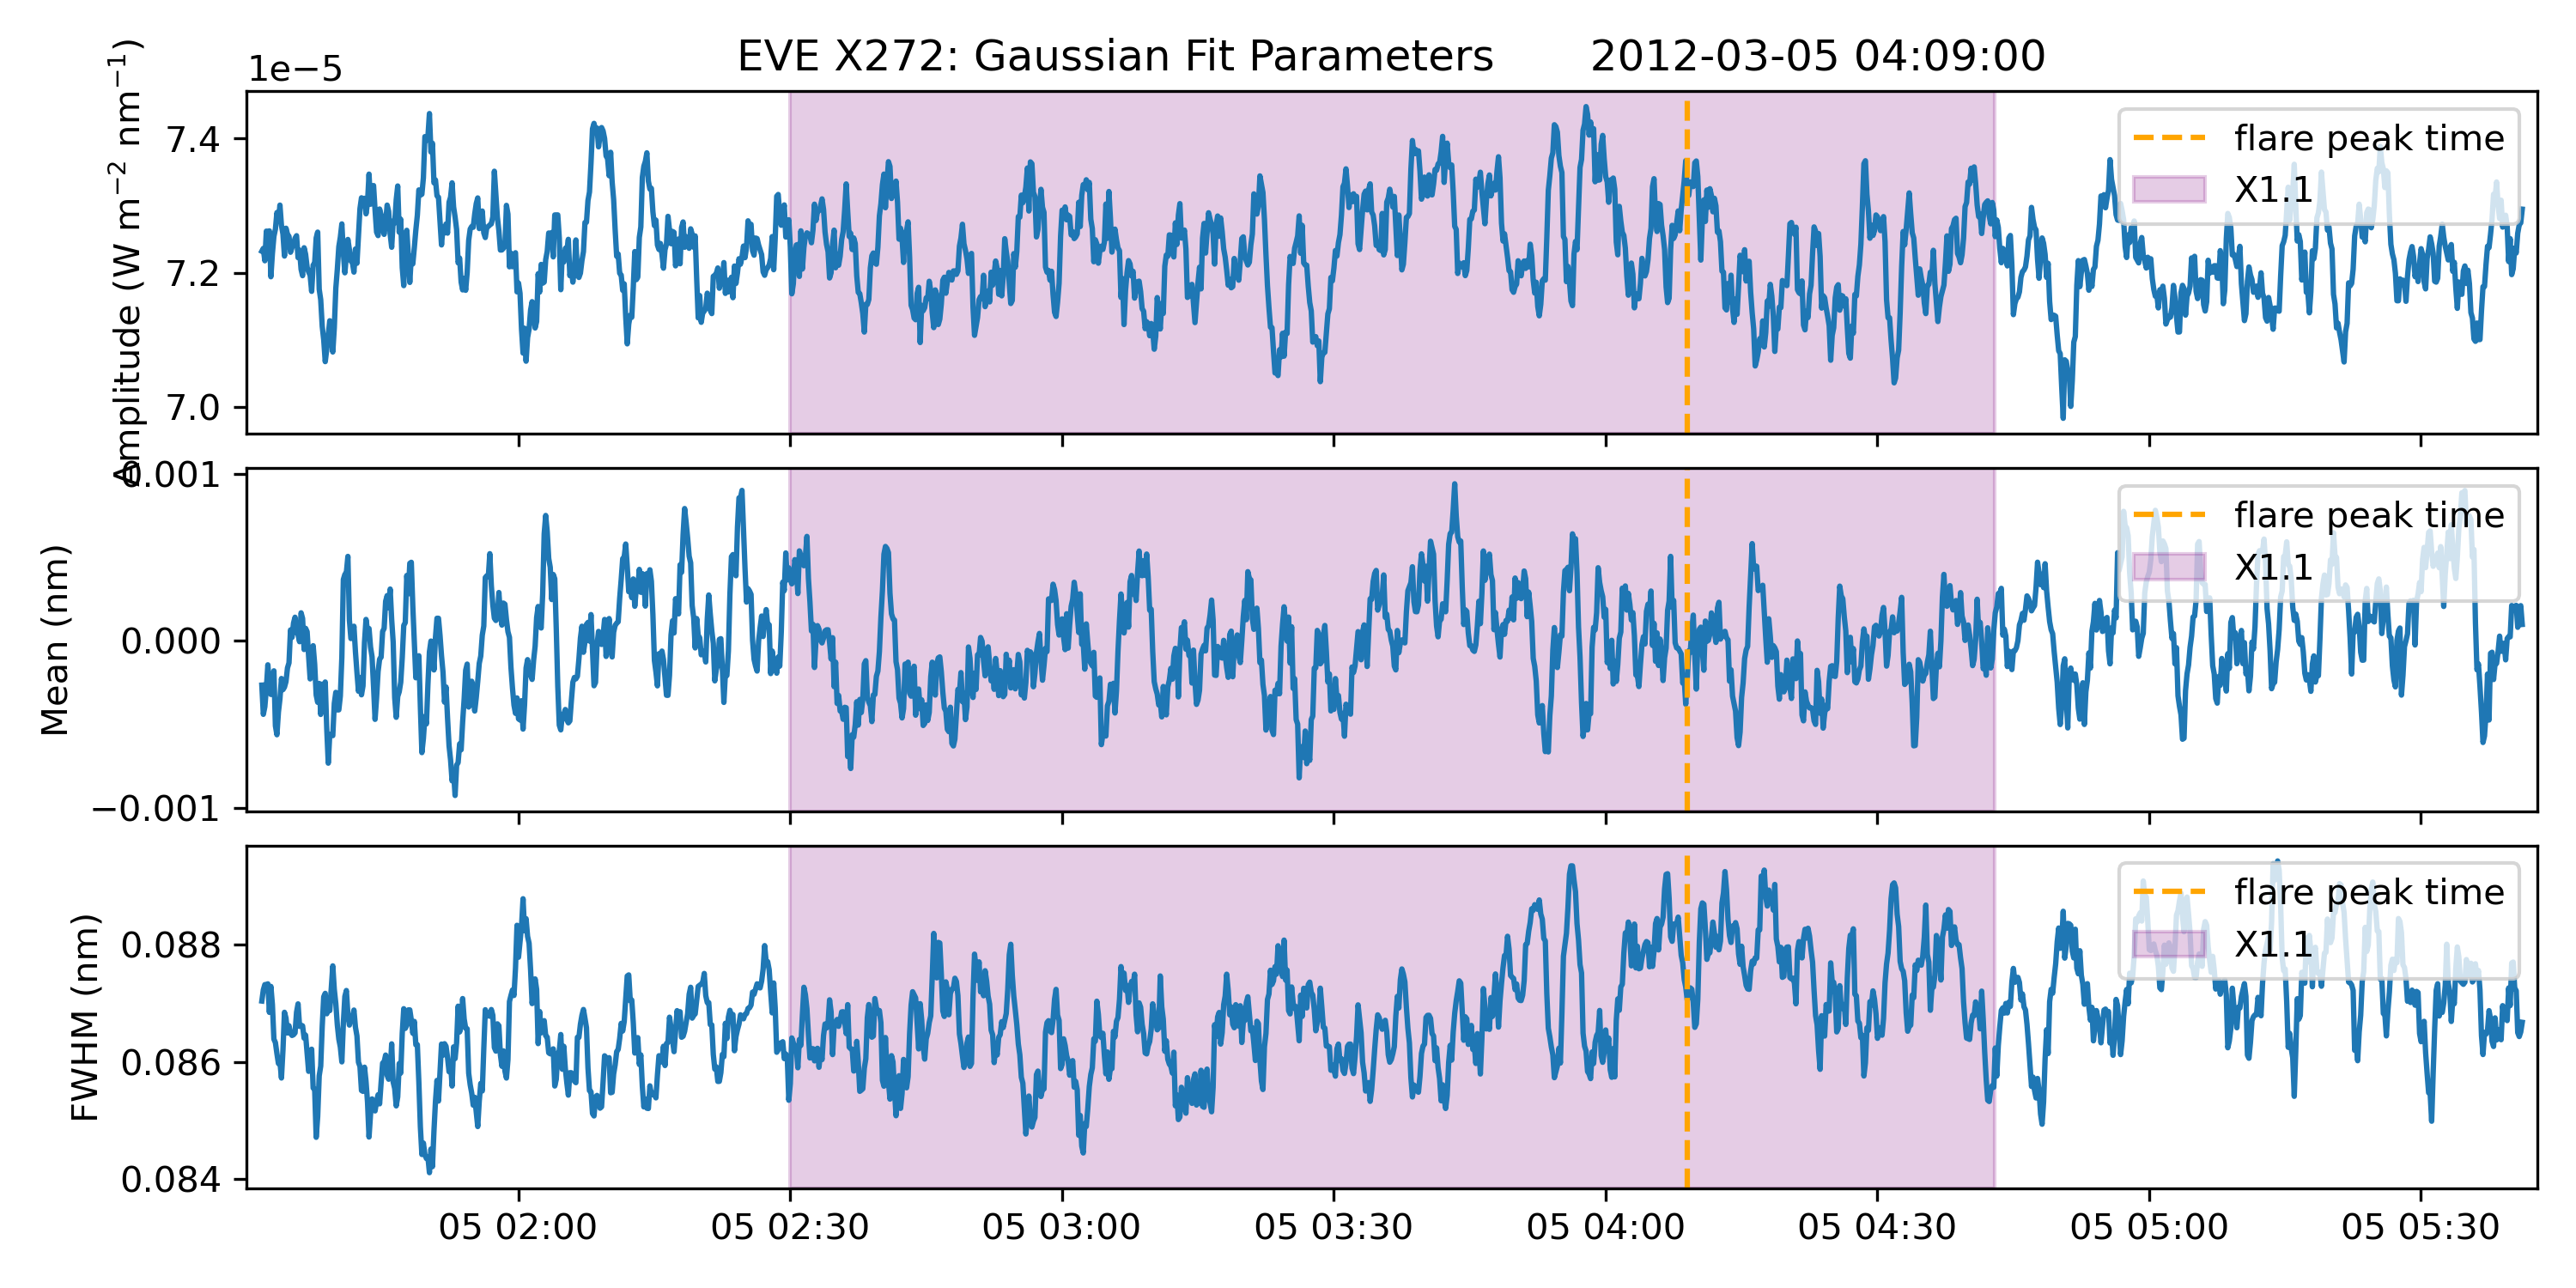 EVE X272: Gaussian Fit Parameters 2012-03-05 04:09:00
1e−5
Amplitude (W m⁻² nm⁻¹)
7.4
7.2
7.0
flare peak time
X1.1
Mean (nm)
0.001
0.000
−0.001
flare peak time
X1.1
FWHM (nm)
0.088
0.086
0.084
flare peak time
X1.1
05 02:00 05 02:30 05 03:00 05 03:30 05 04:00 05 04:30 05 05:00 05 05:30